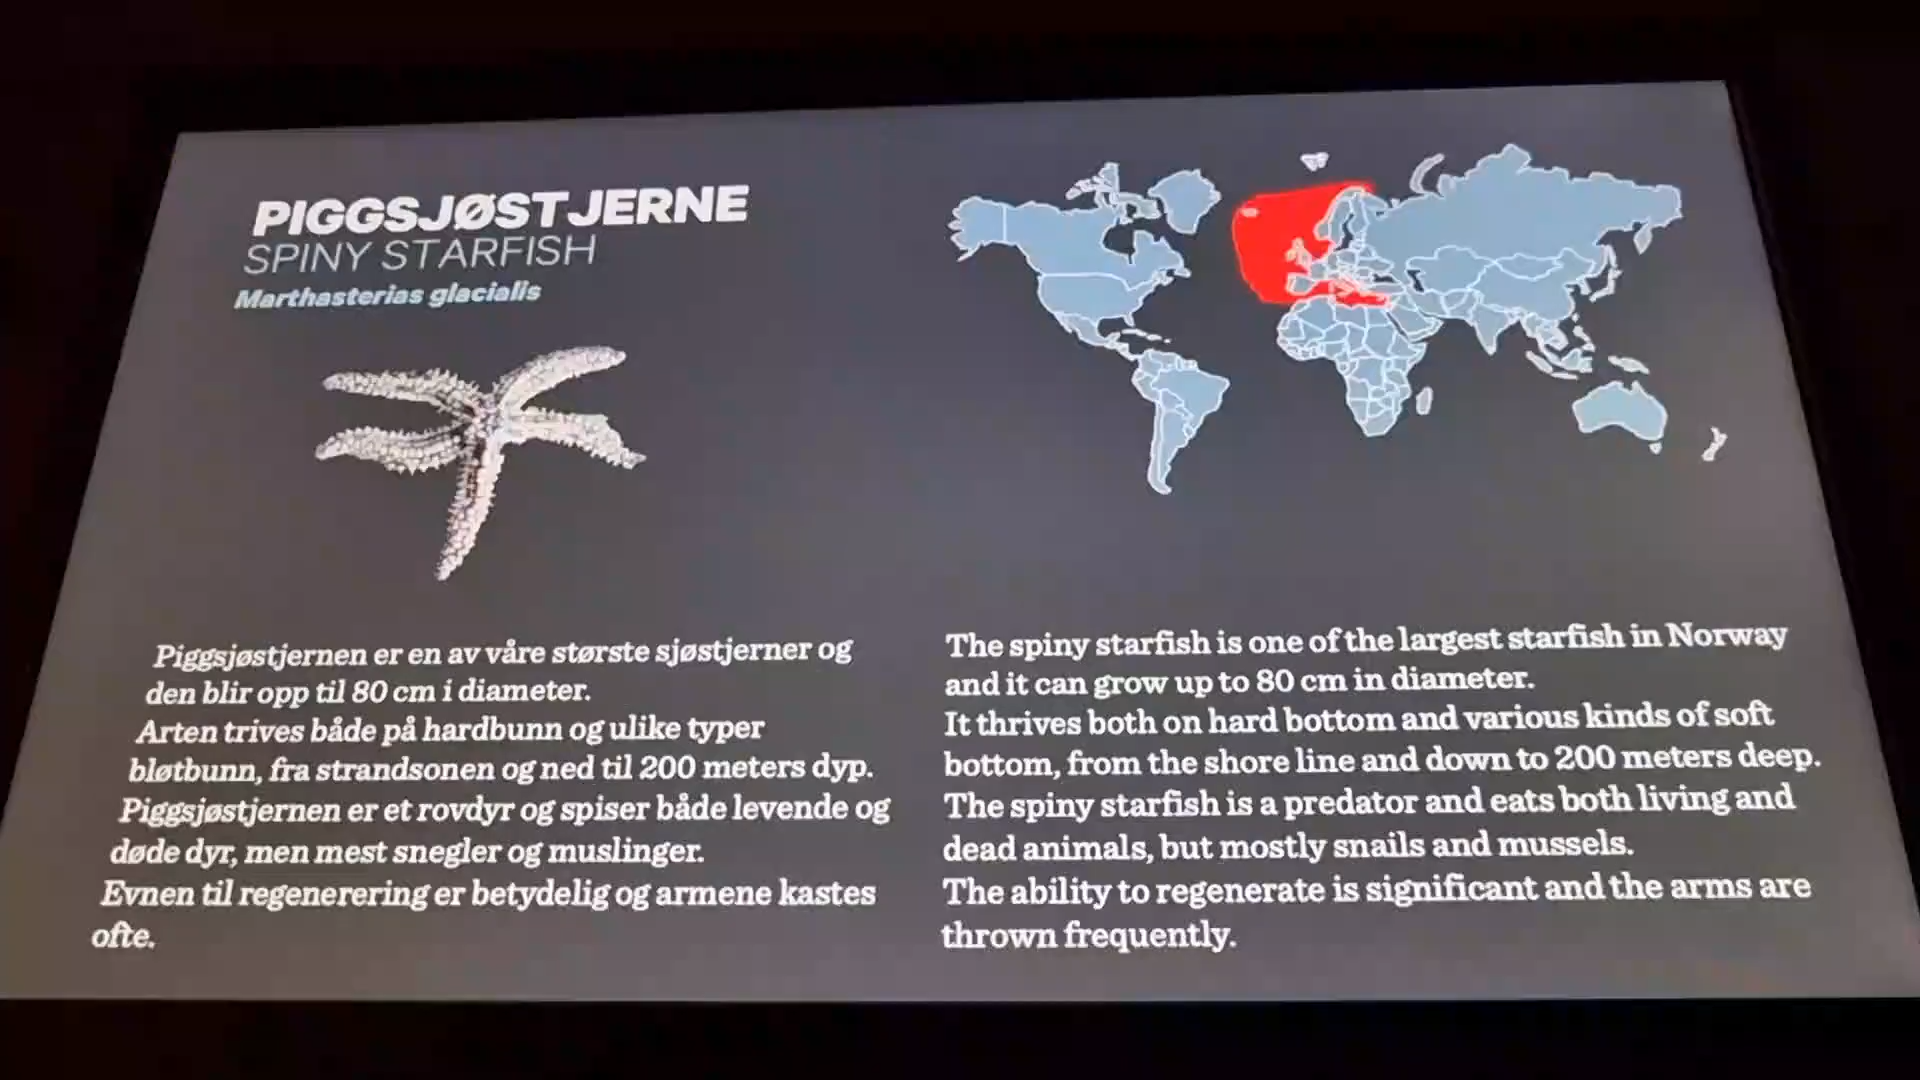 PIGGSJØSTJERNE
SPINY STARFISH
Marthasterias glacialis
Piggsjøstjernen er en av våre største sjøstjerner og
den blir opp til 80 cm i diameter.
Arten trives både på hardbunn og ulike typer
bløtbunn, fra strandsonen og ned til 200 meters dyp.
Piggsjøstjernen er et rovdyr og spiser både levende og
døde dyr, men mest snegler og muslinger.
Evnen til regenerering er betydelig og armene kastes
ofte.
The spiny starfish is one of the largest starfish in Norway
and it can grow up to 80 cm in diameter.
It thrives both on hard bottom and various kinds of soft
bottom, from the shore line and down to 200 meters deep.
The spiny starfish is a predator and eats both living and
dead animals, but mostly snails and mussels.
The ability to regenerate is significant and the arms are
thrown frequently.